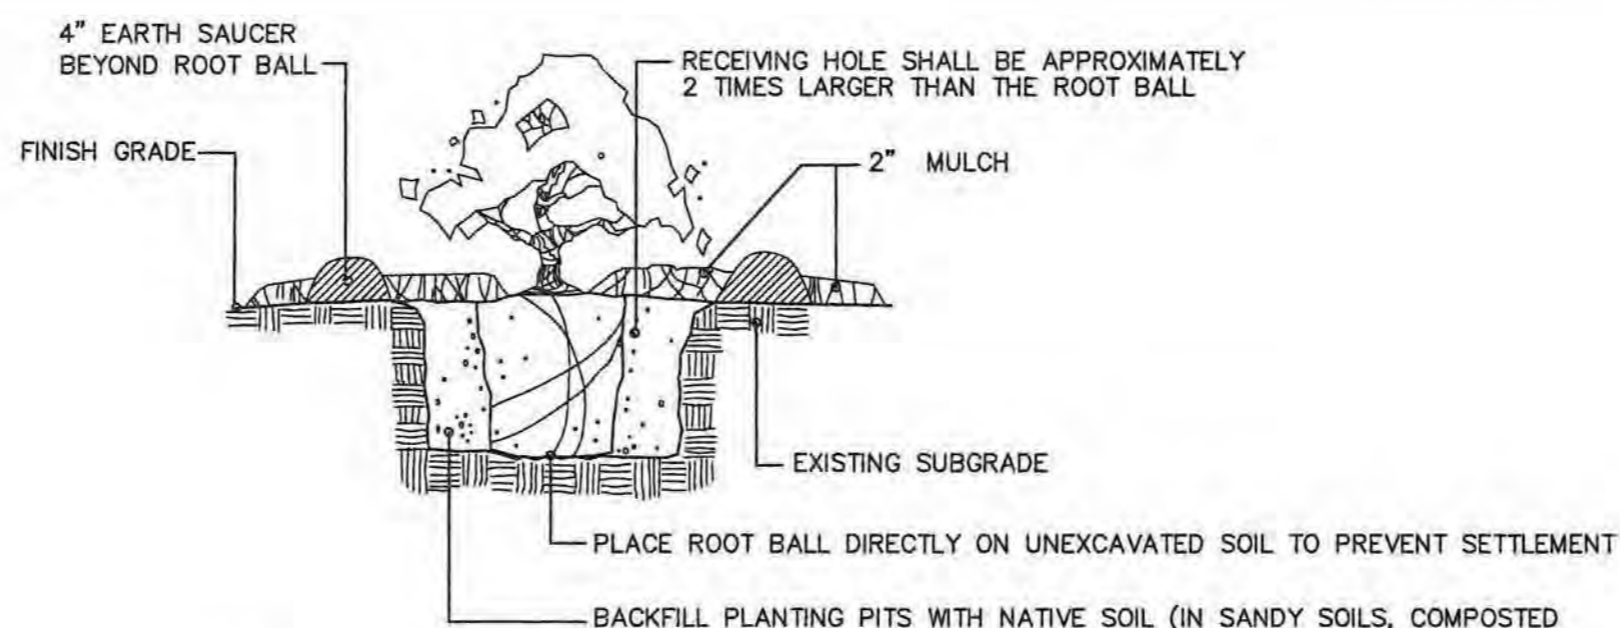 4" EARTH SAUCER
BEYOND ROOT BALL
RECEIVING HOLE SHALL BE APPROXIMATELY
2 TIMES LARGER THAN THE ROOT BALL
FINISH GRADE
2" MULCH
EXISTING SUBGRADE
PLACE ROOT BALL DIRECTLY ON UNEXCAVATED SOIL TO PREVENT SETTLEMENT
BACKFILL PLANTING PITS WITH NATIVE SOIL (IN SANDY SOILS, COMPOSTED